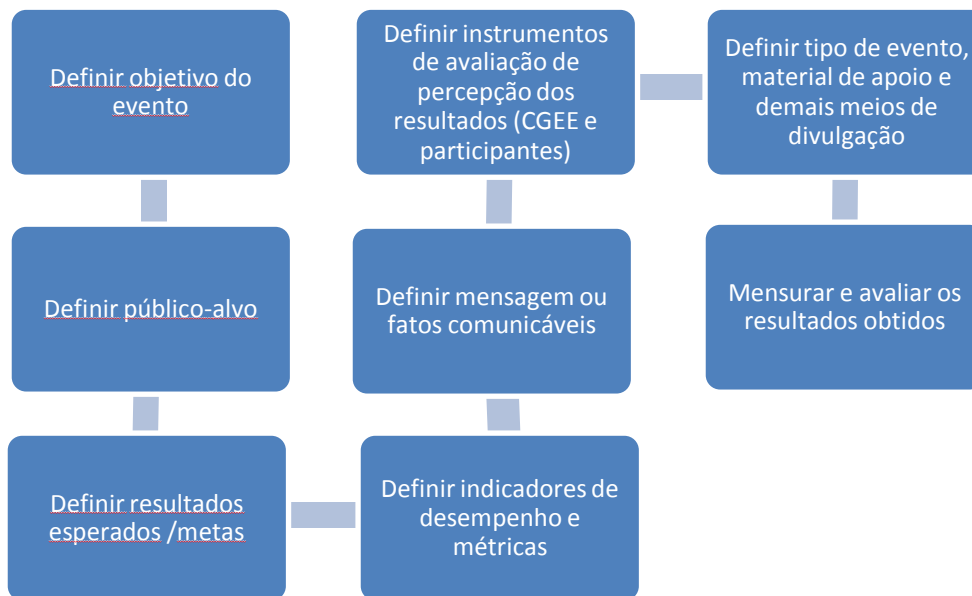 Definir objetivo do
evento
Definir público-alvo
Definir resultados
esperados /metas
Definir indicadores de
desempenho e
métricas
Definir mensagem ou
fatos comunicáveis
Definir instrumentos
de avaliação de
percepção dos
resultados (CGEE e
participantes)
Definir tipo de evento,
material de apoio e
demais meios de
divulgação
Mensurar e avaliar os
resultados obtidos